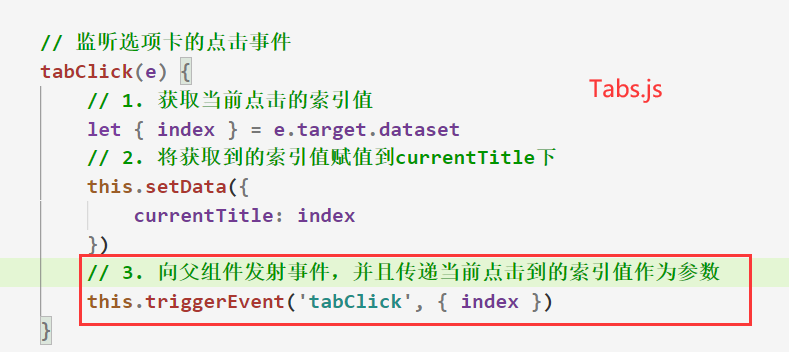 // 监听选项卡的点击事件
tabClick(e) {
// 1. 获取当前点击的索引值
Tabs.js
let { index } = e.target.dataset
// 2. 将获取到的索引值赋值到currentTitle下
this.setData({
currentTitle: index
})
// 3. 向父组件发射事件，并且传递当前点击到的索引值作为参数
this.triggerEvent('tabClick', { index })
}